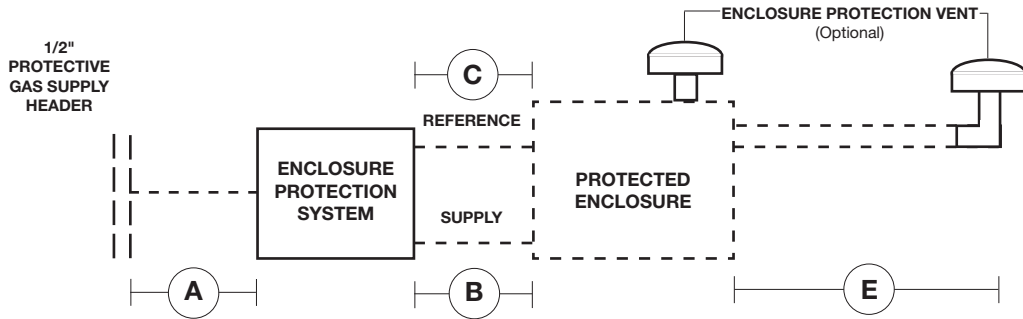 1/2"
PROTECTIVE
GAS SUPPLY
HEADER
ENCLOSURE PROTECTION VENT
(Optional)
C
REFERENCE
ENCLOSURE
PROTECTION
SYSTEM
PROTECTED
ENCLOSURE
SUPPLY
A
B
E